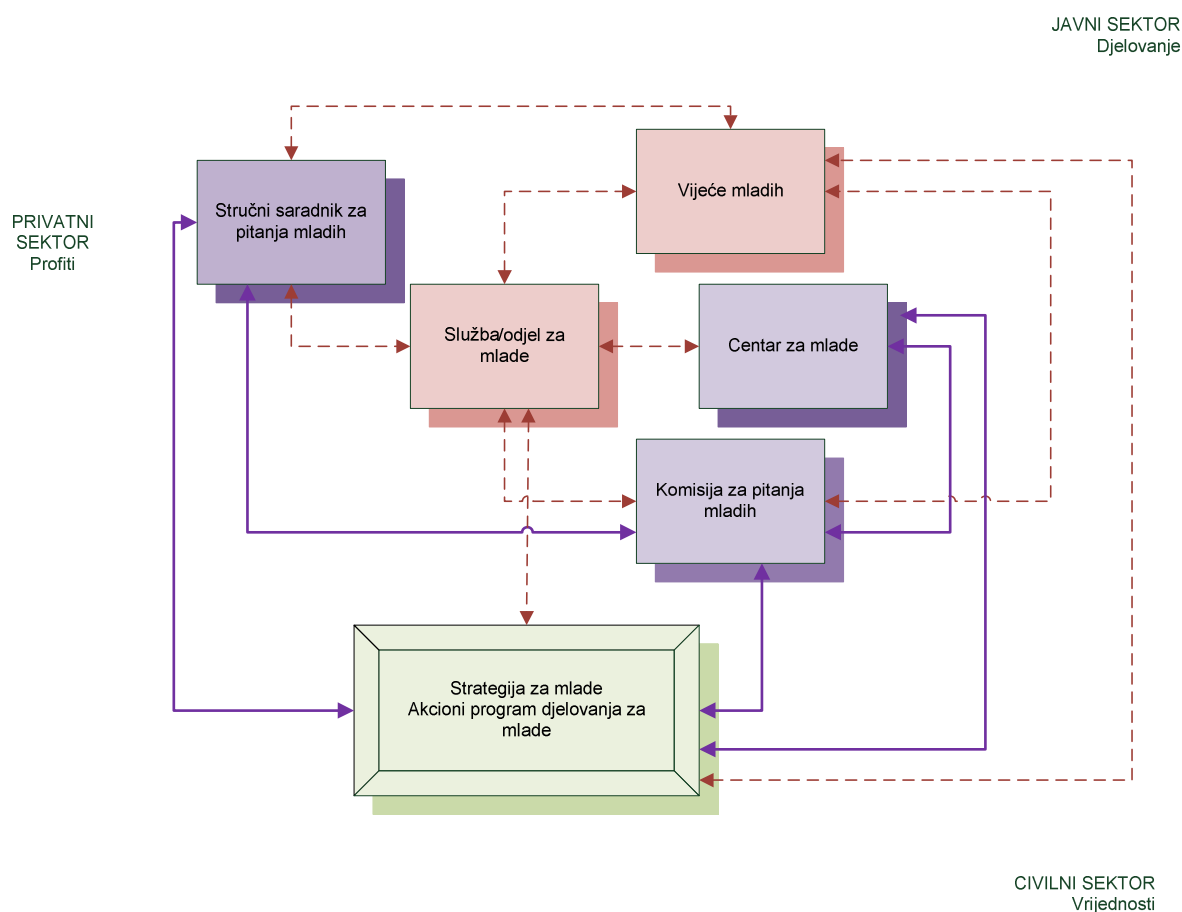 JAVNI SEKTOR
Djelovanje
Vijeće mladih
Stručni saradnik za
pitanja mladih
PRIVATNI
SEKTOR
Profiti
Služba/odjel za
mlade
Centar za mlade
Komisija za pitanja
mladih
Strategija za mlade
Akcioni program djelovanja za
mlade
CIVILNI SEKTOR
Vrijednosti